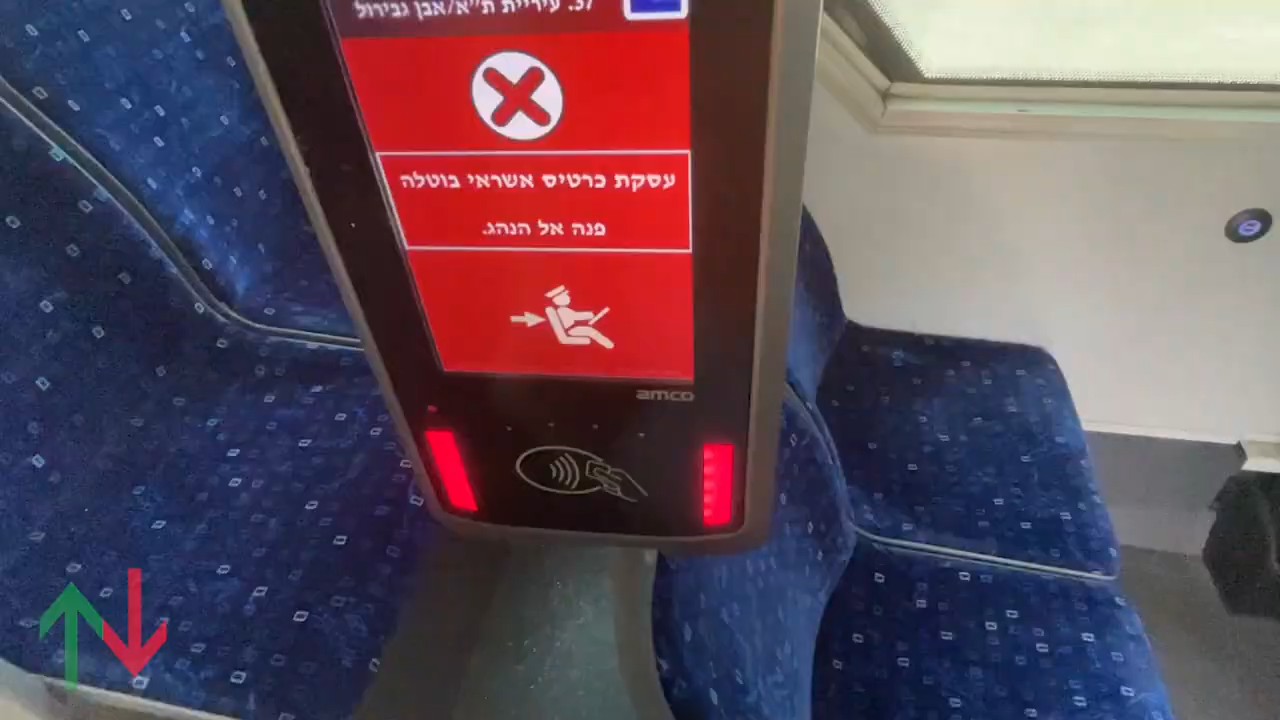 37. עיריית ת"א/אבן גבירול
עסקת כרטיס אשראי בוטלה
פנה אל הנהג.
amco